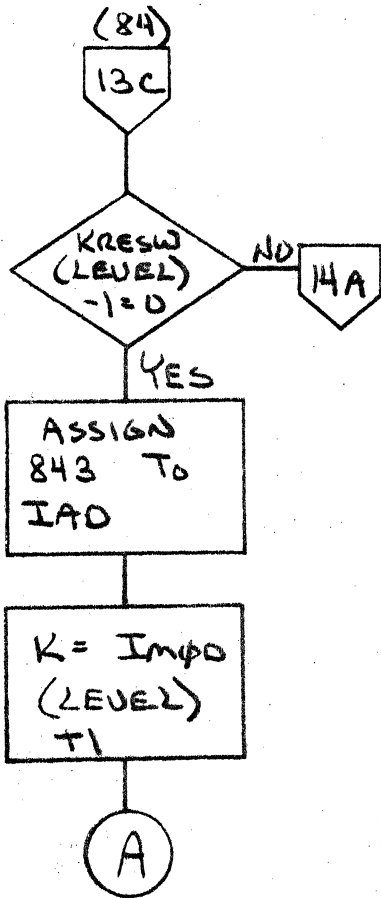 (84)
13C
KRESW
(LEVEL)
-1=0
NO
14A
YES
ASSIGN
843 TO
IAD
K = IMφD
(LEVEL)
+1
A